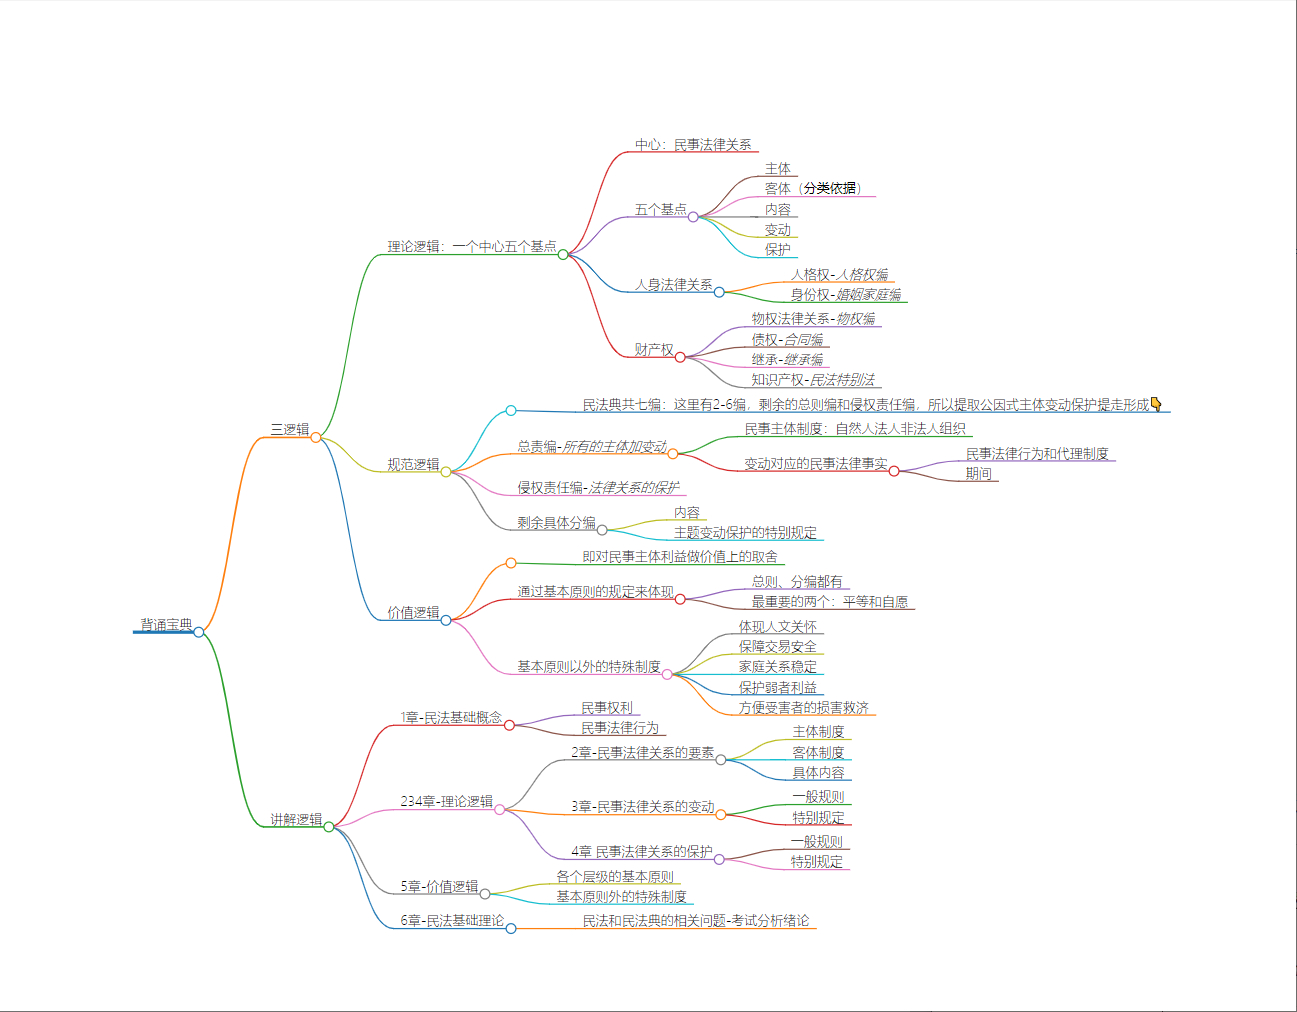 背诵宝典
三逻辑
理论逻辑：一个中心五个基点
中心：民事法律关系
五个基点
主体
客体（分类依据）
内容
变动
保护
人身法律关系
人格权-人格权编
身份权-婚姻家庭编
财产权
物权法律关系-物权编
债权-合同编
继承-继承编
知识产权-民法特别法
规范逻辑
民法典共七编：这里有2-6编，剩余的总则编和侵权责任编，所以提取公因式主体变动保护提走形成👇
总责编-所有的主体加变动
民事主体制度：自然人法人非法人组织
变动对应的民事法律事实
民事法律行为和代理制度
期间
侵权责任编-法律关系的保护
剩余具体分编
内容
主题变动保护的特别规定
价值逻辑
即对民事主体利益做价值上的取舍
通过基本原则的规定来体现
总则、分编都有
最重要的两个：平等和自愿
基本原则以外的特殊制度
体现人文关怀
保障交易安全
家庭关系稳定
保护弱者利益
方便受害者的损害救济
讲解逻辑
1章-民法基础概念
民事权利
民事法律行为
234章-理论逻辑
2章-民事法律关系的要素
主体制度
客体制度
具体内容
3章-民事法律关系的变动
一般规则
特别规定
4章 民事法律关系的保护
一般规则
特别规定
5章-价值逻辑
各个层级的基本原则
基本原则外的特殊制度
6章-民法基础理论
民法和民法典的相关问题-考试分析绪论